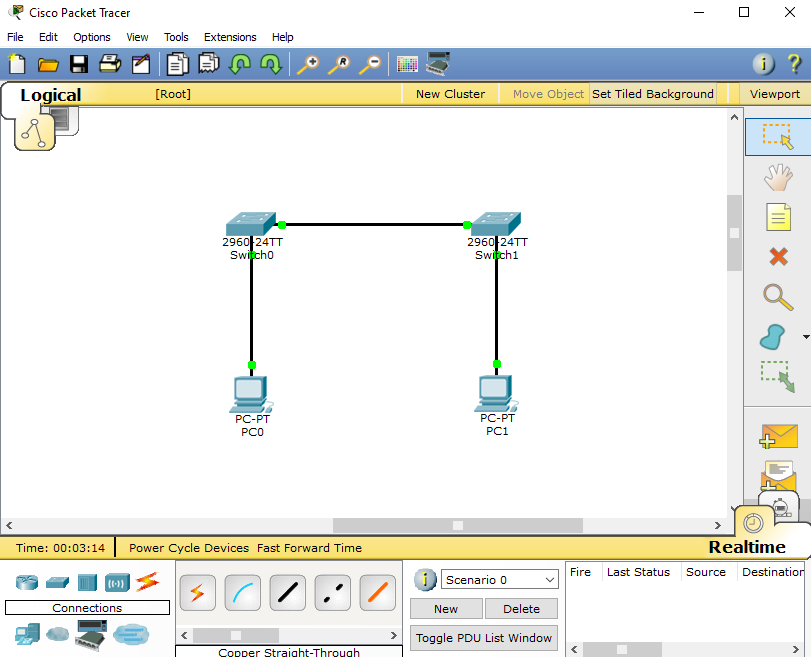 Cisco Packet Tracer
File Edit Options View Tools Extensions Help
Logical [Root] New Cluster Move Object Set Tiled Background Viewport
2960-24TT 2960-24TT
Switch0 Switch1
PC-PT PC-PT
PC0 PC1
Time: 00:03:14 Power Cycle Devices Fast Forward Time Realtime
Scenario 0 Fire Last Status Source Destination
Connections New Delete
Toggle PDU List Window
Copper Straight-Through